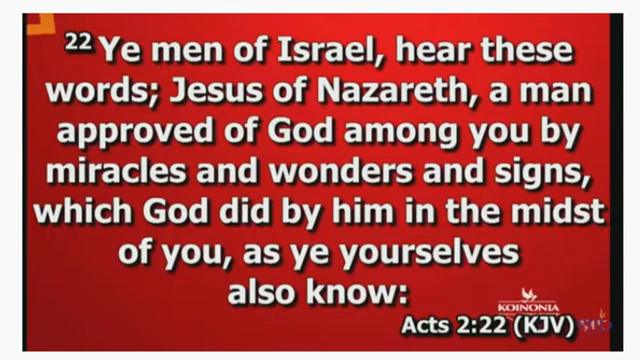 22 Ye men of Israel, hear these
words; Jesus of Nazareth, a man
approved of God among you by
miracles and wonders and signs,
which God did by him in the midst
of you, as ye yourselves
also know:
KOINONIA
Acts 2:22 (KJV)